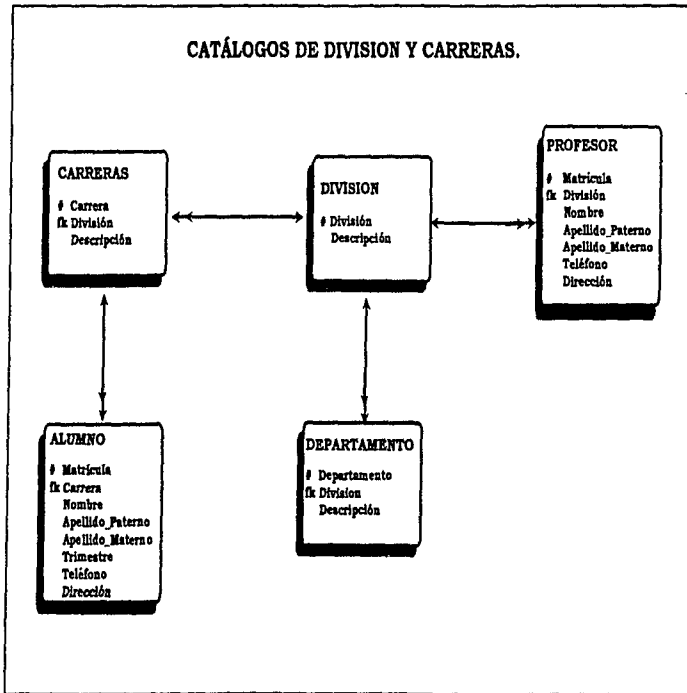 CATÁLOGOS DE DIVISION Y CARRERAS.
CARRERAS
# Carrera
fk División
Descripción
DIVISION
# División
Descripción
PROFESOR
# Matrícula
fk División
Nombre
Apellido_Paterno
Apellido_Materno
Teléfono
Dirección
ALUMNO
# Matrícula
fk Carrera
Nombre
Apellido_Paterno
Apellido_Materno
Trimestre
Teléfono
Dirección
DEPARTAMENTO
# Departamento
fk Division
Descripción